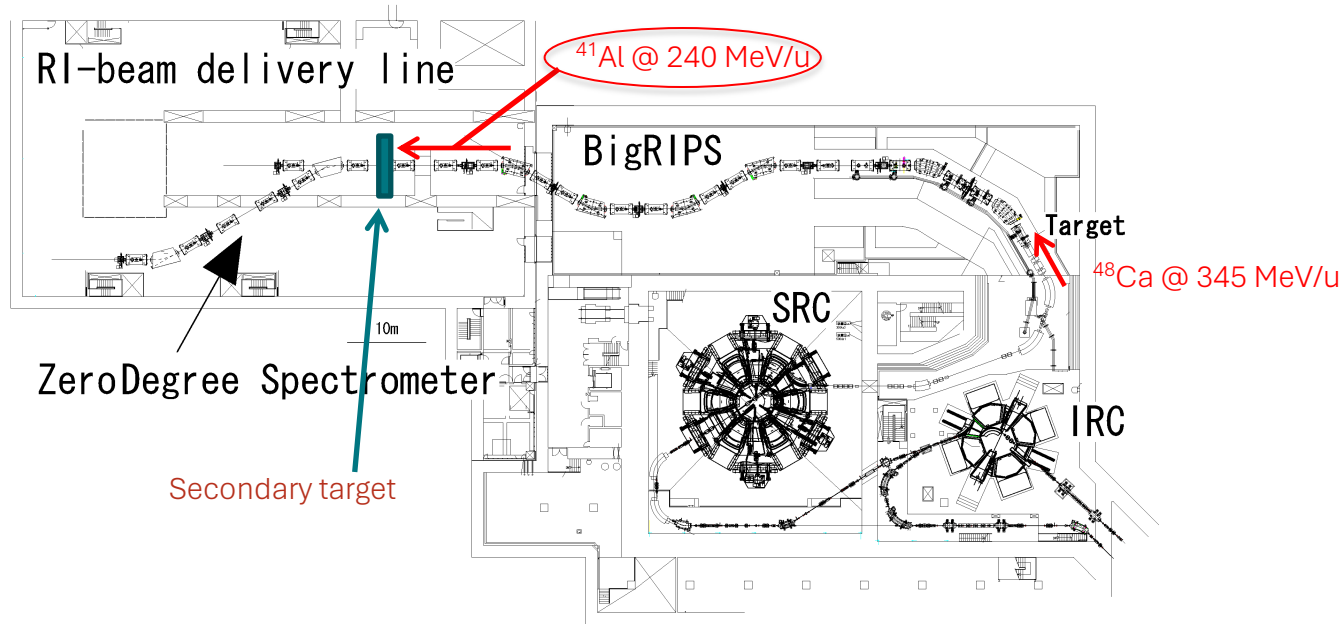 ⁴¹Al @ 240 MeV/u
RI-beam delivery line
BigRIPS
Target
⁴⁸Ca @ 345 MeV/u
SRC
10m
ZeroDegree Spectrometer
IRC
Secondary target